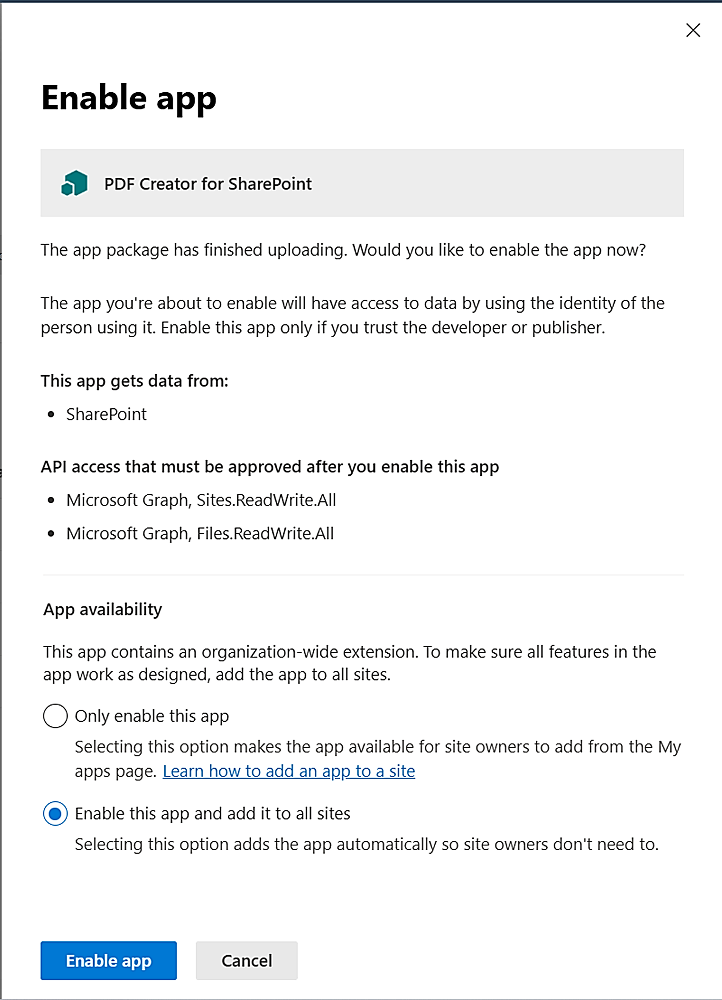 Enable app
PDF Creator for SharePoint
The app package has finished uploading. Would you like to enable the app now?
The app you're about to enable will have access to data by using the identity of the
person using it. Enable this app only if you trust the developer or publisher.
This app gets data from:
• SharePoint
API access that must be approved after you enable this app
• Microsoft Graph, Sites.ReadWrite.All
• Microsoft Graph, Files.ReadWrite.All
App availability
This app contains an organization-wide extension. To make sure all features in the
app work as designed, add the app to all sites.
Only enable this app
Selecting this option makes the app available for site owners to add from the My
apps page. Learn how to add an app to a site
Enable this app and add it to all sites
Selecting this option adds the app automatically so site owners don't need to.
Enable app
Cancel